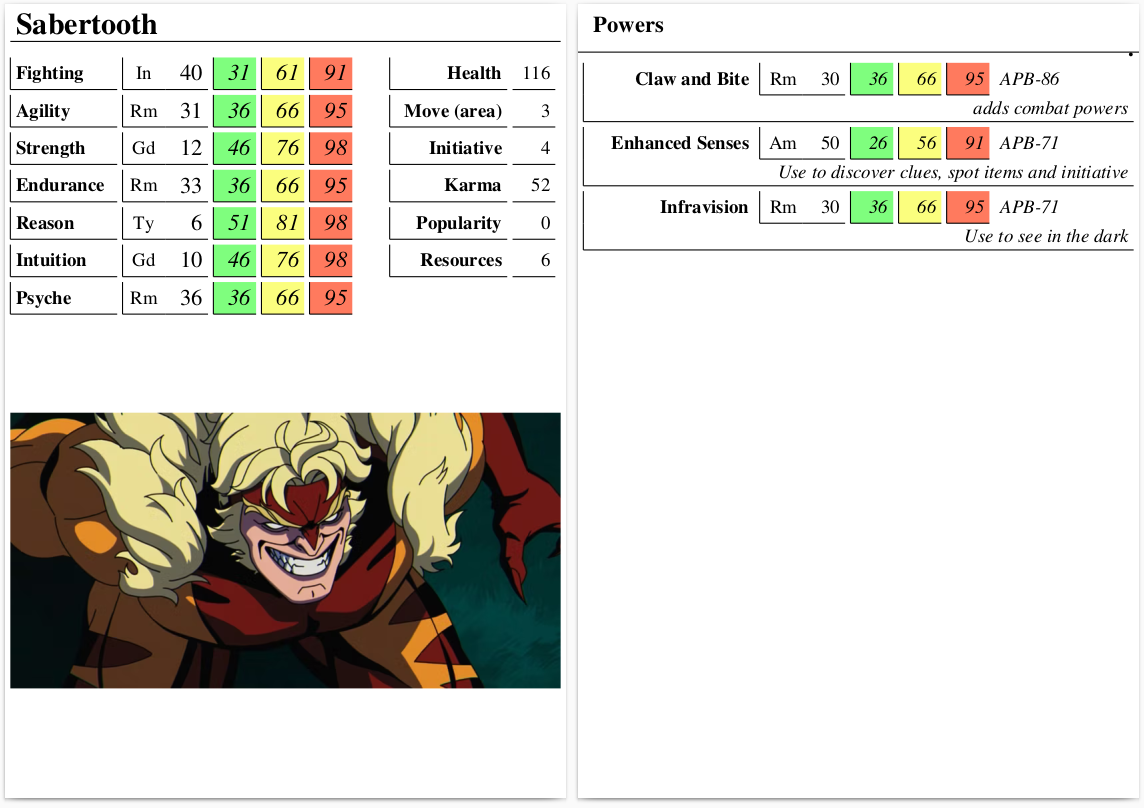 Sabertooth
Fighting In 40 31 61 91
Agility Rm 31 36 66 95
Strength Gd 12 46 76 98
Endurance Rm 33 36 66 95
Reason Ty 6 51 81 98
Intuition Gd 10 46 76 98
Psyche Rm 36 36 66 95
Health 116
Move (area) 3
Initiative 4
Karma 52
Popularity 0
Resources 6
Powers
Claw and Bite Rm 30 36 66 95 APB-86
adds combat powers
Enhanced Senses Am 50 26 56 91 APB-71
Use to discover clues, spot items and initiative
Infravision Rm 30 36 66 95 APB-71
Use to see in the dark